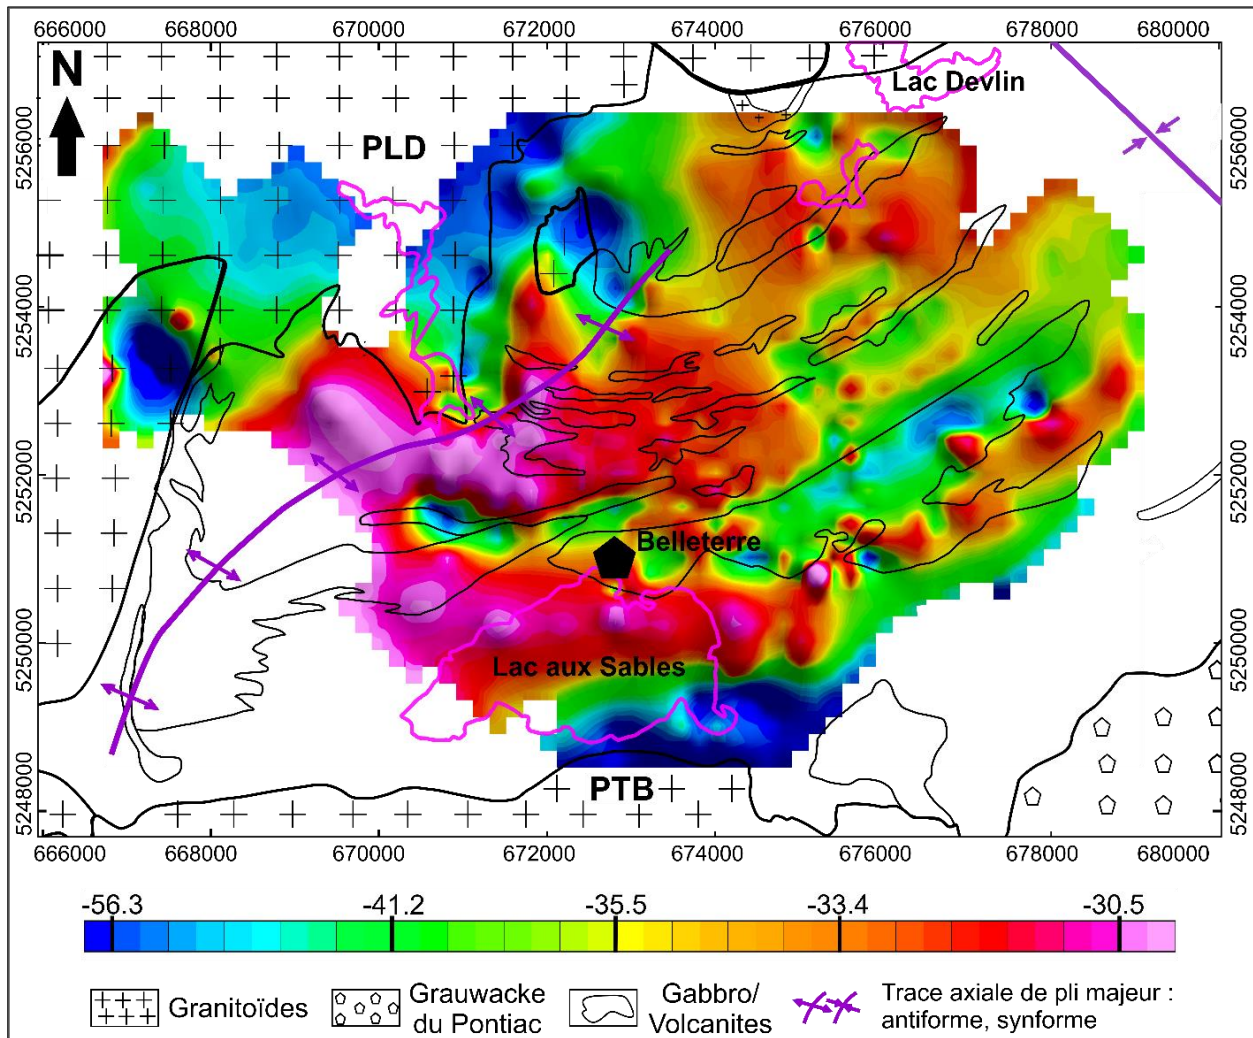 666000 668000 670000 672000 674000 676000 678000 680000
N
Lac Devlin
PLD
5256000
5256000
5254000
5254000
5252000
5252000
Belleterre
5250000
5250000
Lac aux Sables
PTB
5248000
5248000
666000 668000 670000 672000 674000 676000 678000 680000
-56.3 -41.2 -35.5 -33.4 -30.5
Granitoïdes
Grauwacke
du Pontiac
Gabbro/
Volcanites
Trace axiale de pli majeur :
antiforme, synforme